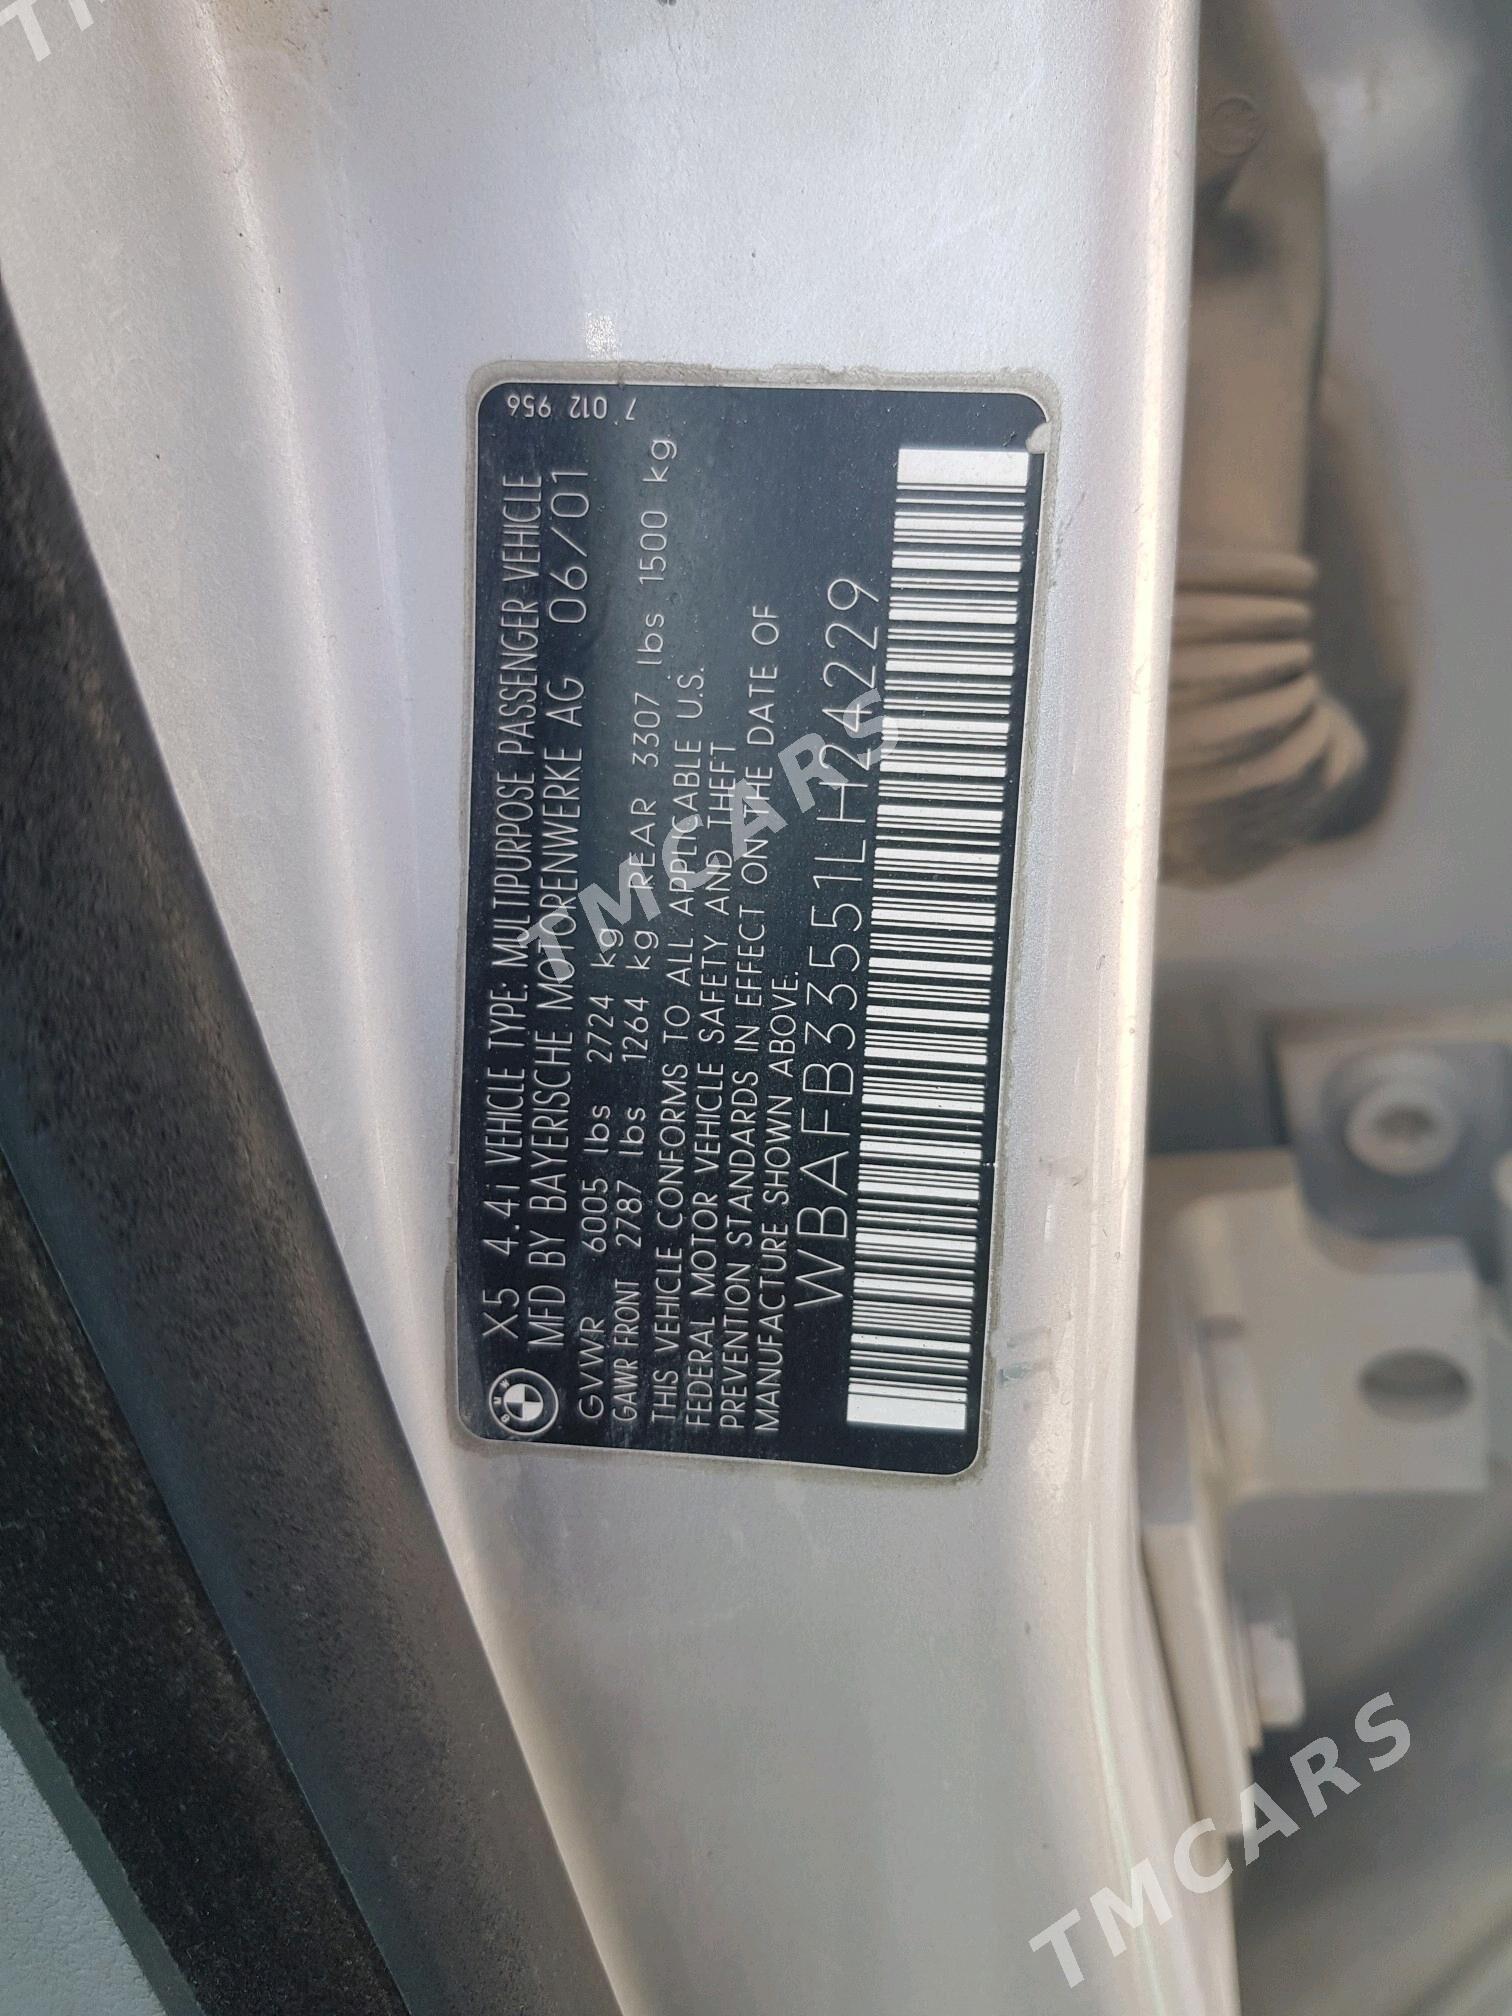 7 012 956
X5 4.4i VEHICLE TYPE: MULTIPURPOSE PASSENGER VEHICLE
MFD BY BAYERISCHE MOTORENWERKE AG 06/01
GVWR 6005 lbs 2724 kg
GAWR FRONT 2787 lbs 1264 kg REAR 3307 lbs 1500 kg
THIS VEHICLE CONFORMS TO ALL APPLICABLE U.S.
FEDERAL MOTOR VEHICLE SAFETY AND THEFT
PREVENTION STANDARDS IN EFFECT ON THE DATE OF
MANUFACTURE SHOWN ABOVE.
WBAFB3351LH24229
BMW
TMCARS
TMCARS